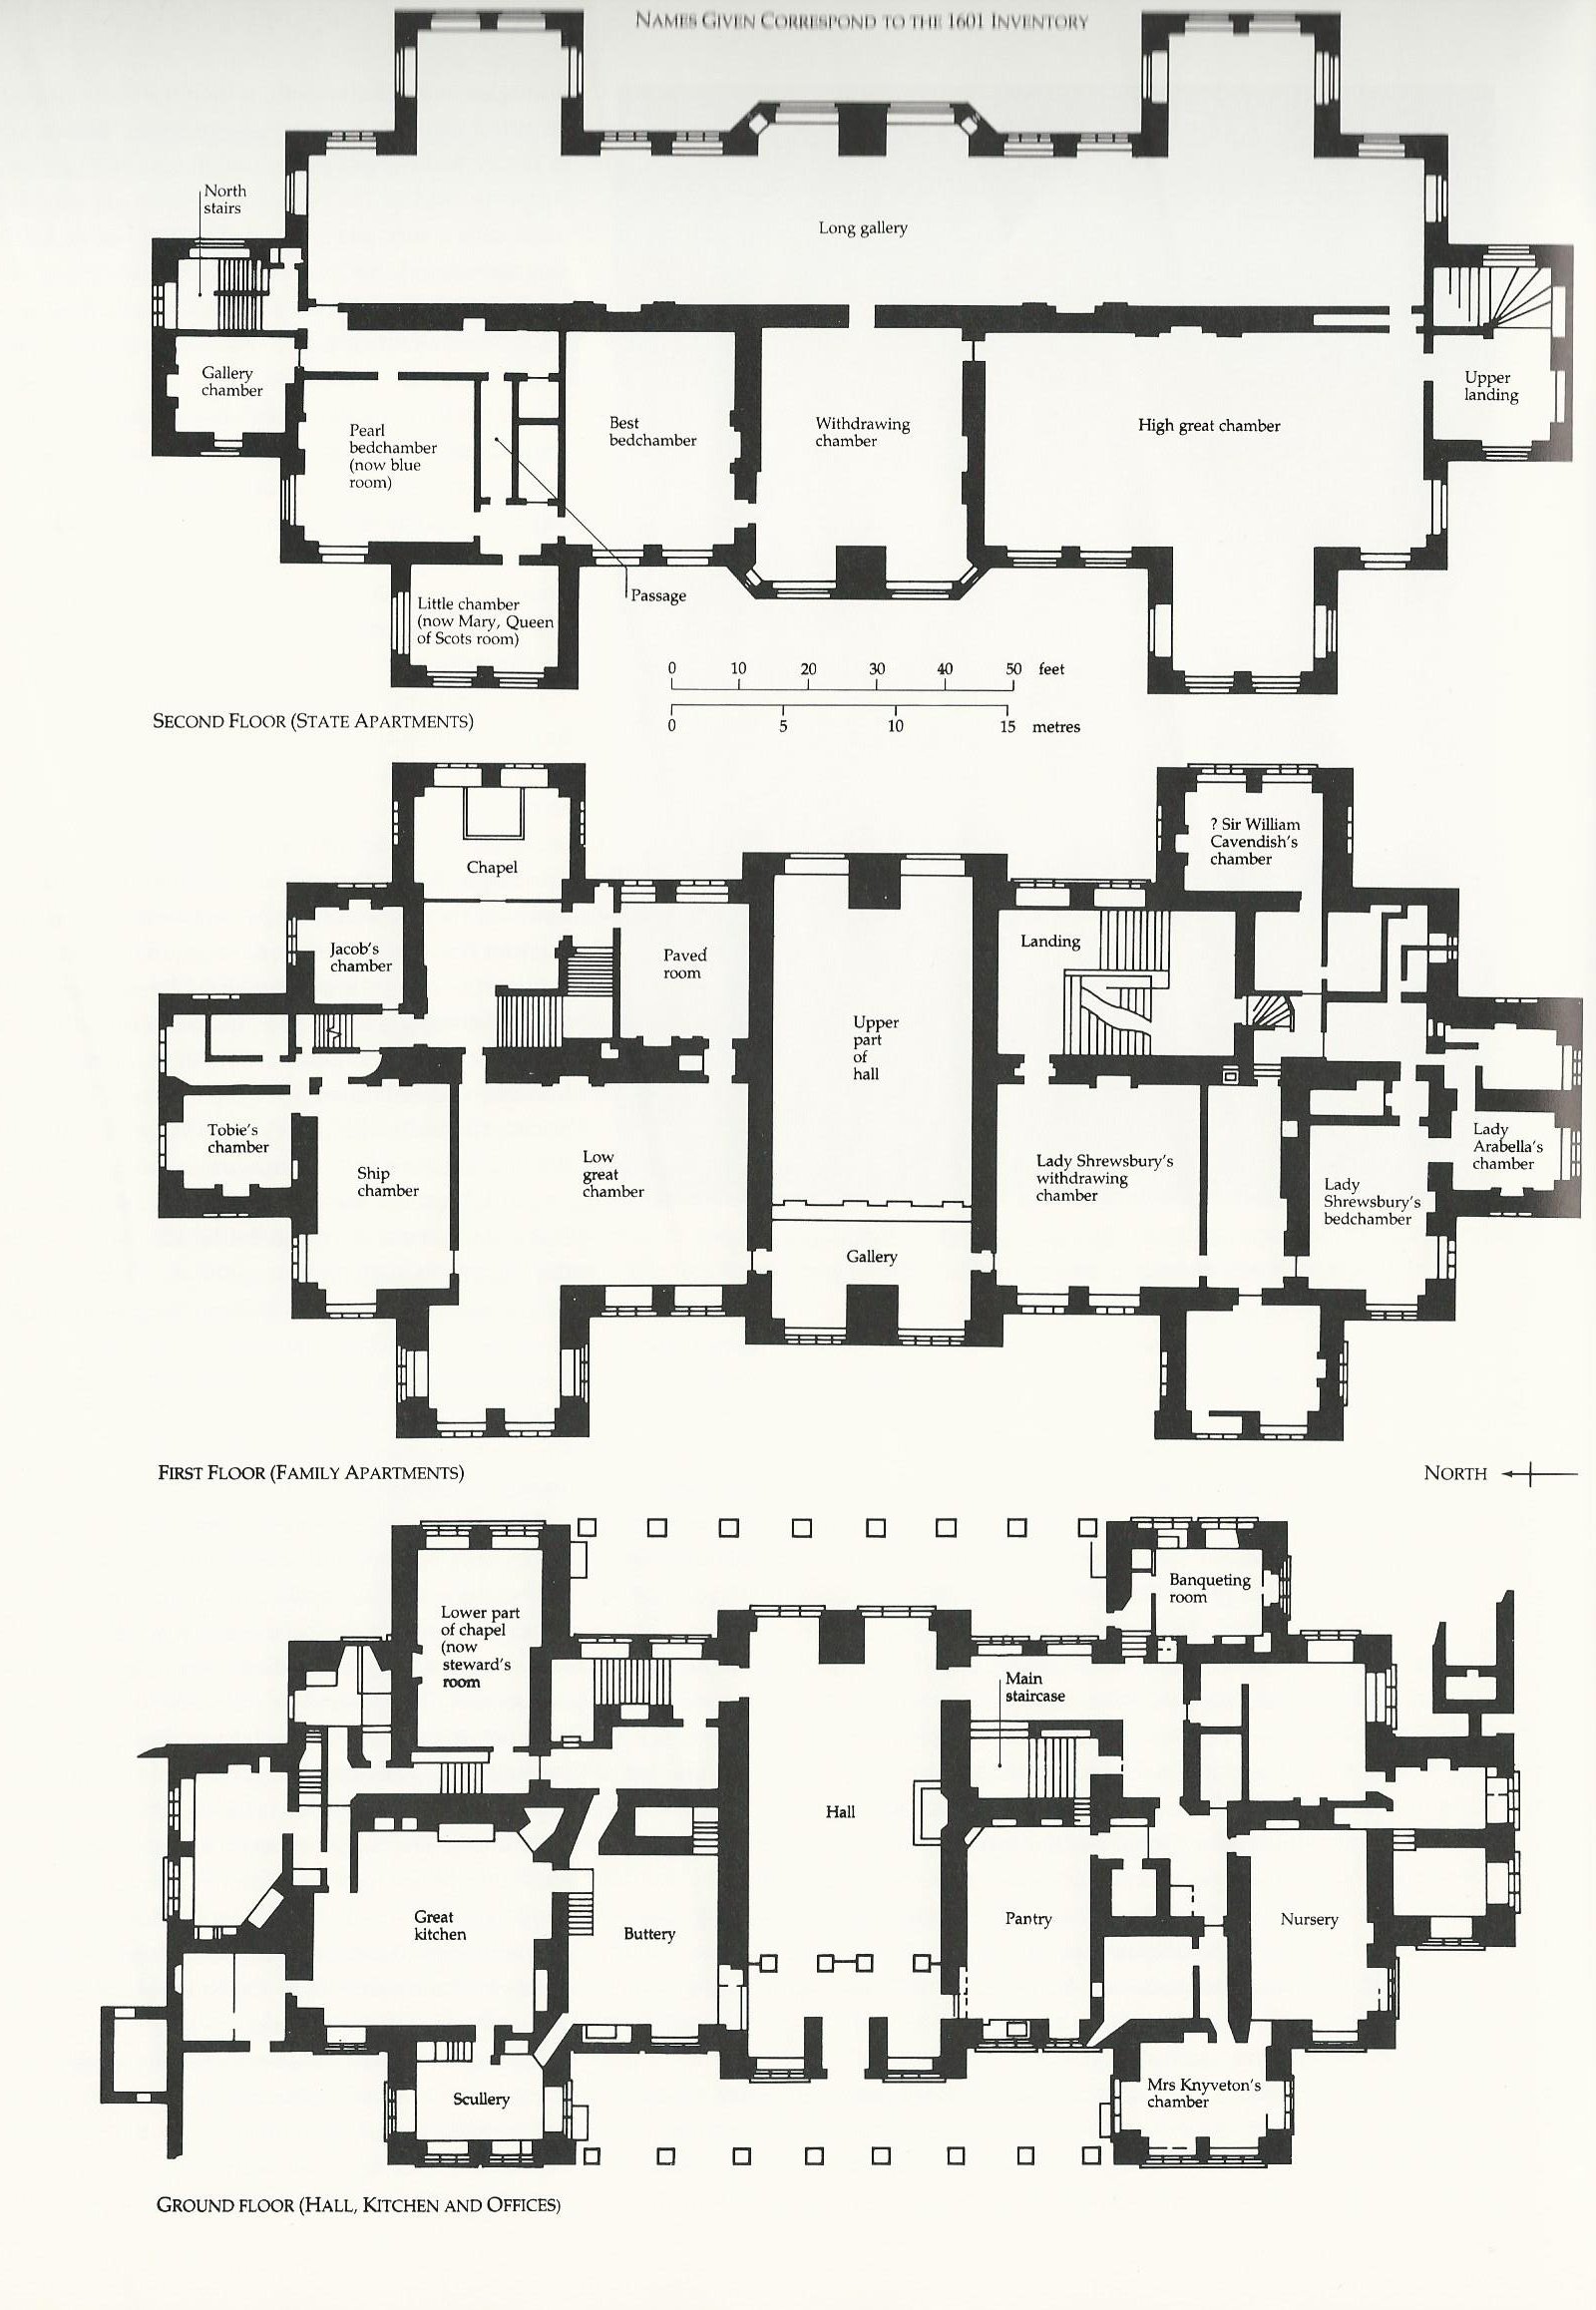 NAMES GIVEN CORRESPOND TO THE 1601 INVENTORY
North
stairs
Long gallery
Gallery
chamber
Pearl
bedchamber
(now blue
room)
Best
bedchamber
Withdrawing
chamber
High great chamber
Upper
landing
Little chamber
(now Mary, Queen
of Scots room)
Passage
0 10 20 30 40 50 feet
0 5 10 15 metres
SECOND FLOOR (STATE APARTMENTS)
Chapel
? Sir William
Cavendish's
chamber
Jacob's
chamber
Paved
room
Landing
Upper
part
of
hall
Tobie's
chamber
Ship
chamber
Low
great
chamber
Lady Shrewsbury's
withdrawing
chamber
Lady
Arabella's
chamber
Lady
Shrewsbury's
bedchamber
Gallery
FIRST FLOOR (FAMILY APARTMENTS)
NORTH
Lower part
of chapel
(now
steward's
room
Banqueting
room
Main
staircase
Hall
Great
kitchen
Buttery
Pantry
Nursery
Scullery
Mrs Knyveton's
chamber
GROUND FLOOR (HALL, KITCHEN AND OFFICES)